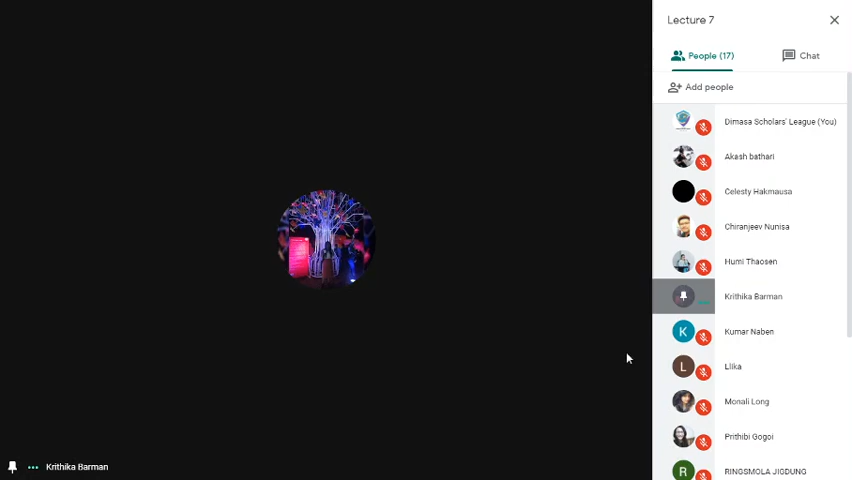 Lecture 7
People (17)
Chat
Add people
Dimasa Scholars' League (You)
Akash bathari
Celesty Hakmausa
Chiranjeev Nunisa
Humi Thaosen
Krithika Barman
K
Kumar Naben
L
Llika
Monali Long
Prithibi Gogoi
R
RINGSMOLA JIGDUNG
Krithika Barman